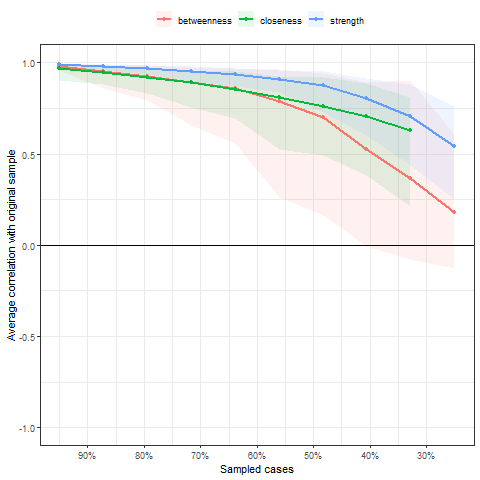 betweenness closeness strength
1.0
0.5
0.0
-0.5
-1.0
Average correlation with original sample
90% 80% 70% 60% 50% 40% 30%
Sampled cases